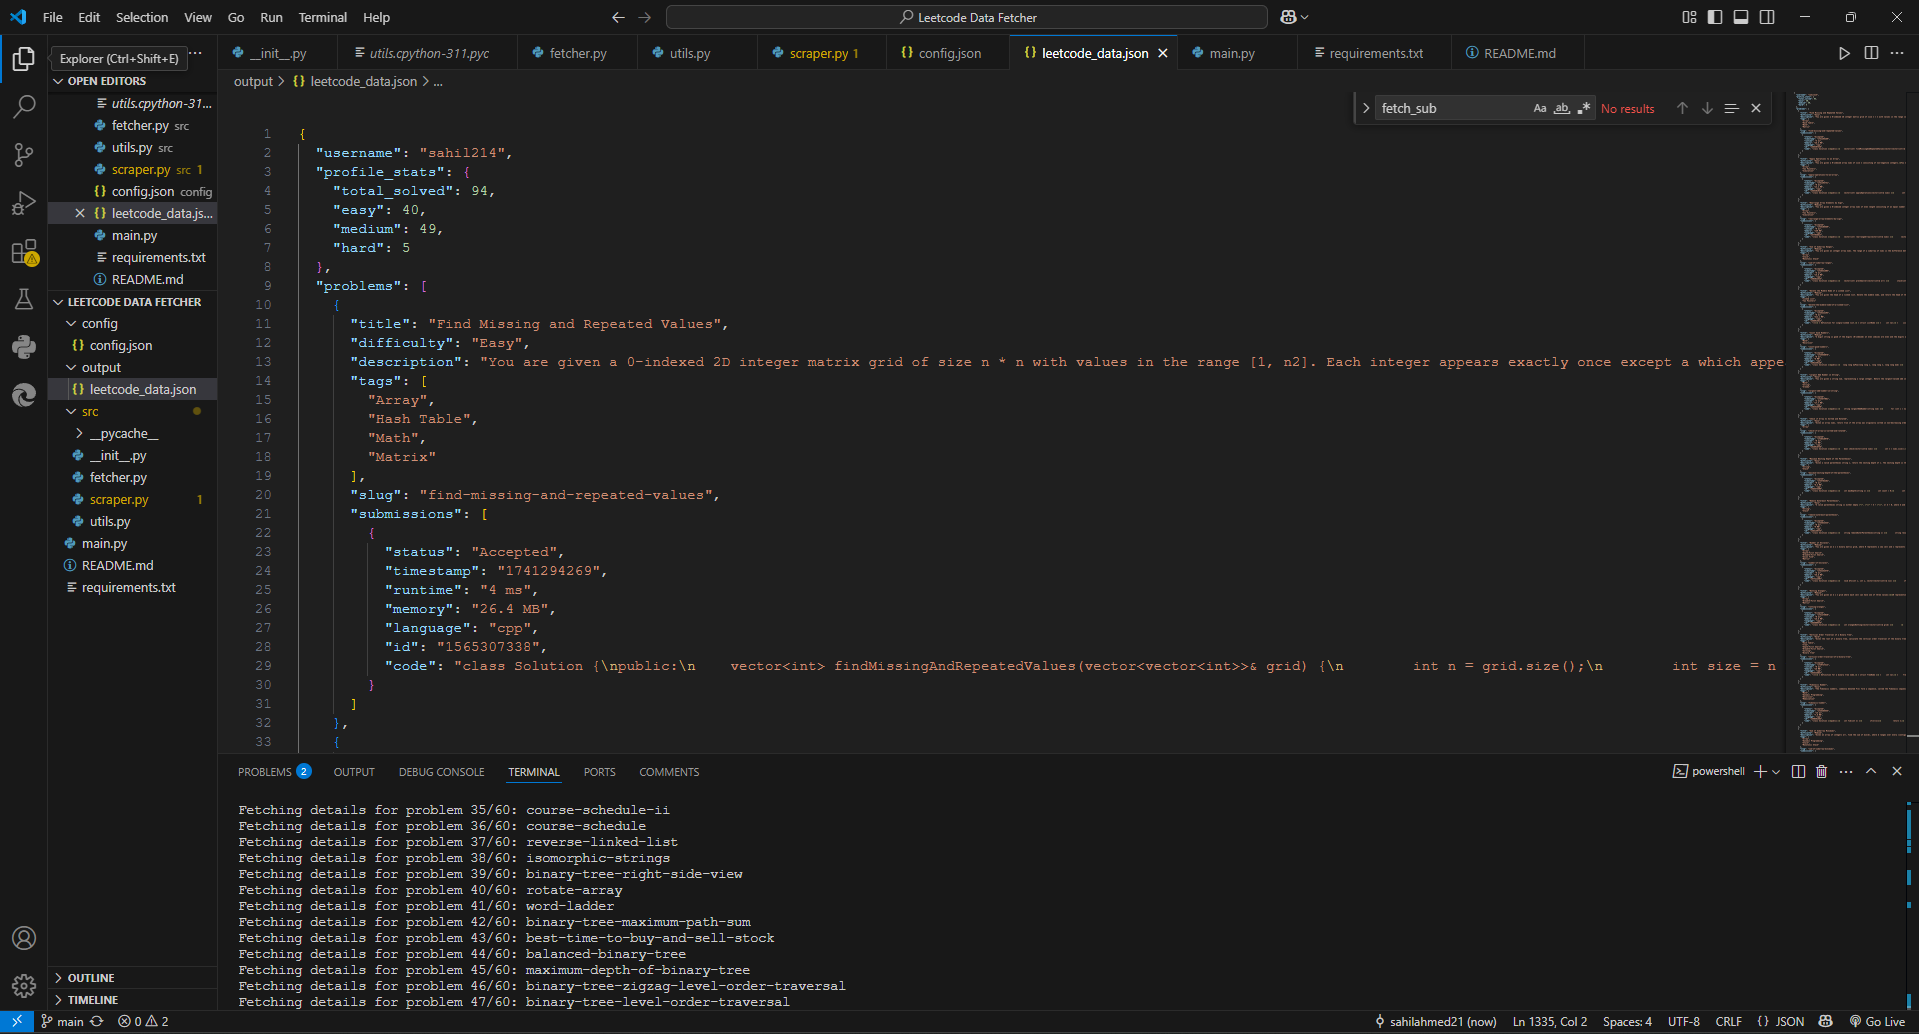 File Edit Selection View Go Run Terminal Help
Leetcode Data Fetcher
Explorer (Ctrl+Shift+E)
OPEN EDITORS
utils.cpython-31...
fetcher.py src
utils.py src
scraper.py src 1
config.json config
leetcode_data.js...
main.py
requirements.txt
README.md
LEETCODE DATA FETCHER
config
config.json
output
leetcode_data.json
src
__pycache__
__init__.py
fetcher.py
scraper.py 1
utils.py
main.py
README.md
requirements.txt
OUTLINE
TIMELINE
__init__.py utils.cpython-311.pyc fetcher.py utils.py scraper.py 1 config.json leetcode_data.json main.py requirements.txt README.md
output > leetcode_data.json > ...
fetch_sub Aa ab No results
1 {
2 "username": "sahil214",
3 "profile_stats": {
4 "total_solved": 94,
5 "easy": 40,
6 "medium": 49,
7 "hard": 5
8 },
9 "problems": [
10 {
11 "title": "Find Missing and Repeated Values",
12 "difficulty": "Easy",
13 "description": "You are given a 0-indexed 2D integer matrix grid of size n * n with values in the range [1, n2]. Each integer appears exactly once except a which appe
14 "tags": [
15 "Array",
16 "Hash Table",
17 "Math",
18 "Matrix"
19 ],
20 "slug": "find-missing-and-repeated-values",
21 "submissions": [
22 {
23 "status": "Accepted",
24 "timestamp": "1741294269",
25 "runtime": "4 ms",
26 "memory": "26.4 MB",
27 "language": "cpp",
28 "id": "1565307338",
29 "code": "class Solution {\npublic:\n    vector<int> findMissingAndRepeatedValues(vector<vector<int>>& grid) {\n        int n = grid.size();\n        int size = n
30 }
31 ]
32 },
33 {
PROBLEMS 2 OUTPUT DEBUG CONSOLE TERMINAL PORTS COMMENTS
powershell
Fetching details for problem 35/60: course-schedule-ii
Fetching details for problem 36/60: course-schedule
Fetching details for problem 37/60: reverse-linked-list
Fetching details for problem 38/60: isomorphic-strings
Fetching details for problem 39/60: binary-tree-right-side-view
Fetching details for problem 40/60: rotate-array
Fetching details for problem 41/60: word-ladder
Fetching details for problem 42/60: binary-tree-maximum-path-sum
Fetching details for problem 43/60: best-time-to-buy-and-sell-stock
Fetching details for problem 44/60: balanced-binary-tree
Fetching details for problem 45/60: maximum-depth-of-binary-tree
Fetching details for problem 46/60: binary-tree-zigzag-level-order-traversal
Fetching details for problem 47/60: binary-tree-level-order-traversal
main 0 2
sahilahmed21 (now) Ln 1335, Col 2 Spaces: 4 UTF-8 CRLF {} JSON Go Live